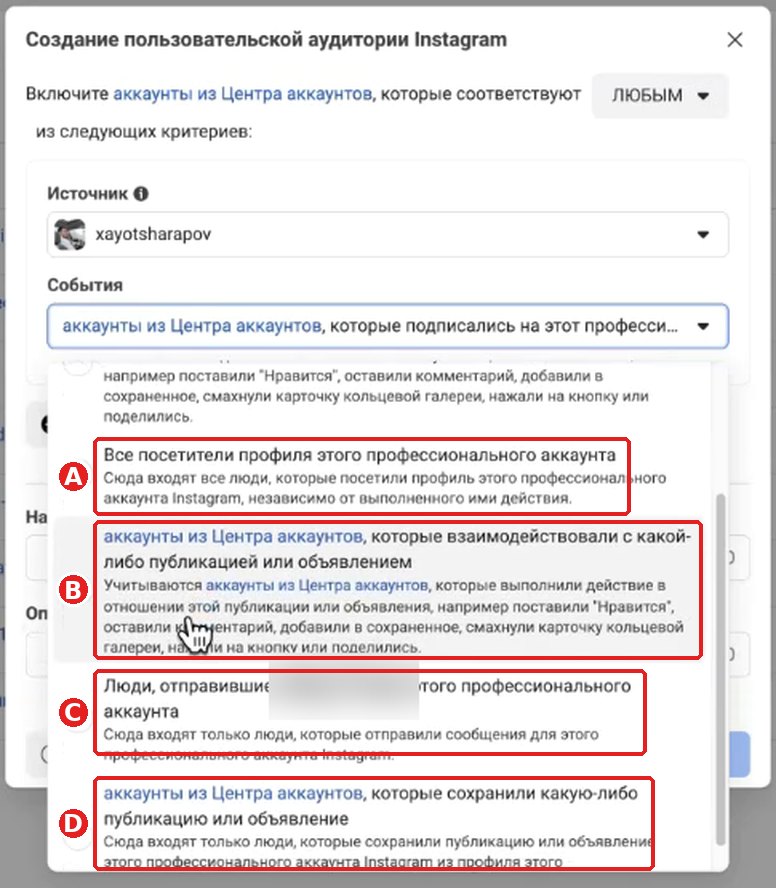 Создание пользовательской аудитории Instagram
Включите аккаунты из Центра аккаунтов, которые соответствуют
ЛЮБЫМ
из следующих критериев:
Источник
xayotsharapov
События
аккаунты из Центра аккаунтов, которые подписались на этот професси...
например поставили "Нравится", оставили комментарий, добавили в
сохраненное, смахнули карточку кольцевой галереи, нажали на кнопку или
поделились.
A
Все посетители профиля этого профессионального аккаунта
Сюда входят все люди, которые посетили профиль этого профессионального
аккаунта Instagram, независимо от выполненного ими действия.
На
B
аккаунты из Центра аккаунтов, которые взаимодействовали с какой-
либо публикацией или объявлением
Учитываются аккаунты из Центра аккаунтов, которые выполнили действие в
отношении этой публикации или объявления, например поставили "Нравится",
Оп
оставили комментарий, добавили в сохраненное, смахнули карточку кольцевой
галереи, нажали на кнопку или поделились.
C
Люди, отправившие этого профессионального
аккаунта
Сюда входят только люди, которые отправили сообщения для этого
профессионального аккаунта Instagram.
D
аккаунты из Центра аккаунтов, которые сохранили какую-либо
публикацию или объявление
Сюда входят только люди, которые сохранили публикацию или объявление
этого профессионального аккаунта Instagram из профиля этого